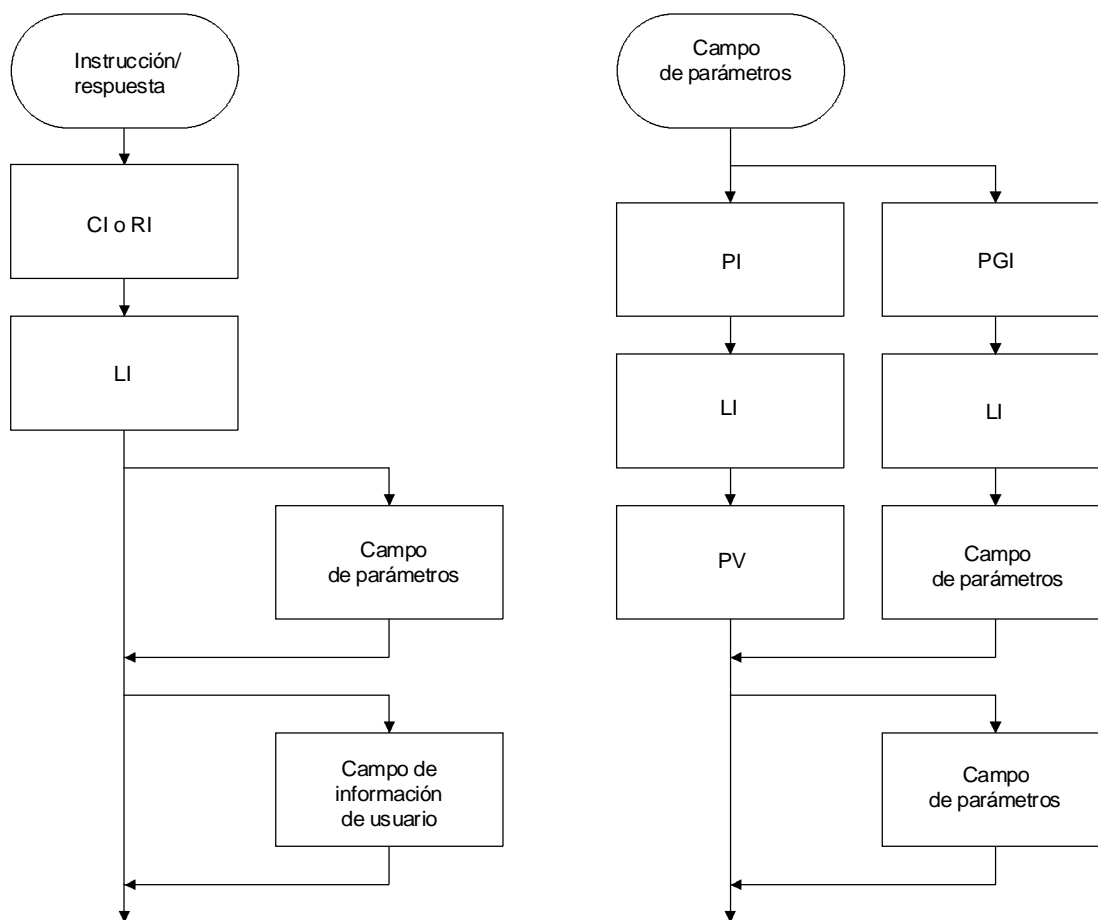 Instrucción/
respuesta
CI o RI
LI
Campo
de parámetros
Campo de
información
de usuario
Campo
de parámetros
PI
PGI
LI
LI
PV
Campo
de parámetros
Campo
de parámetros